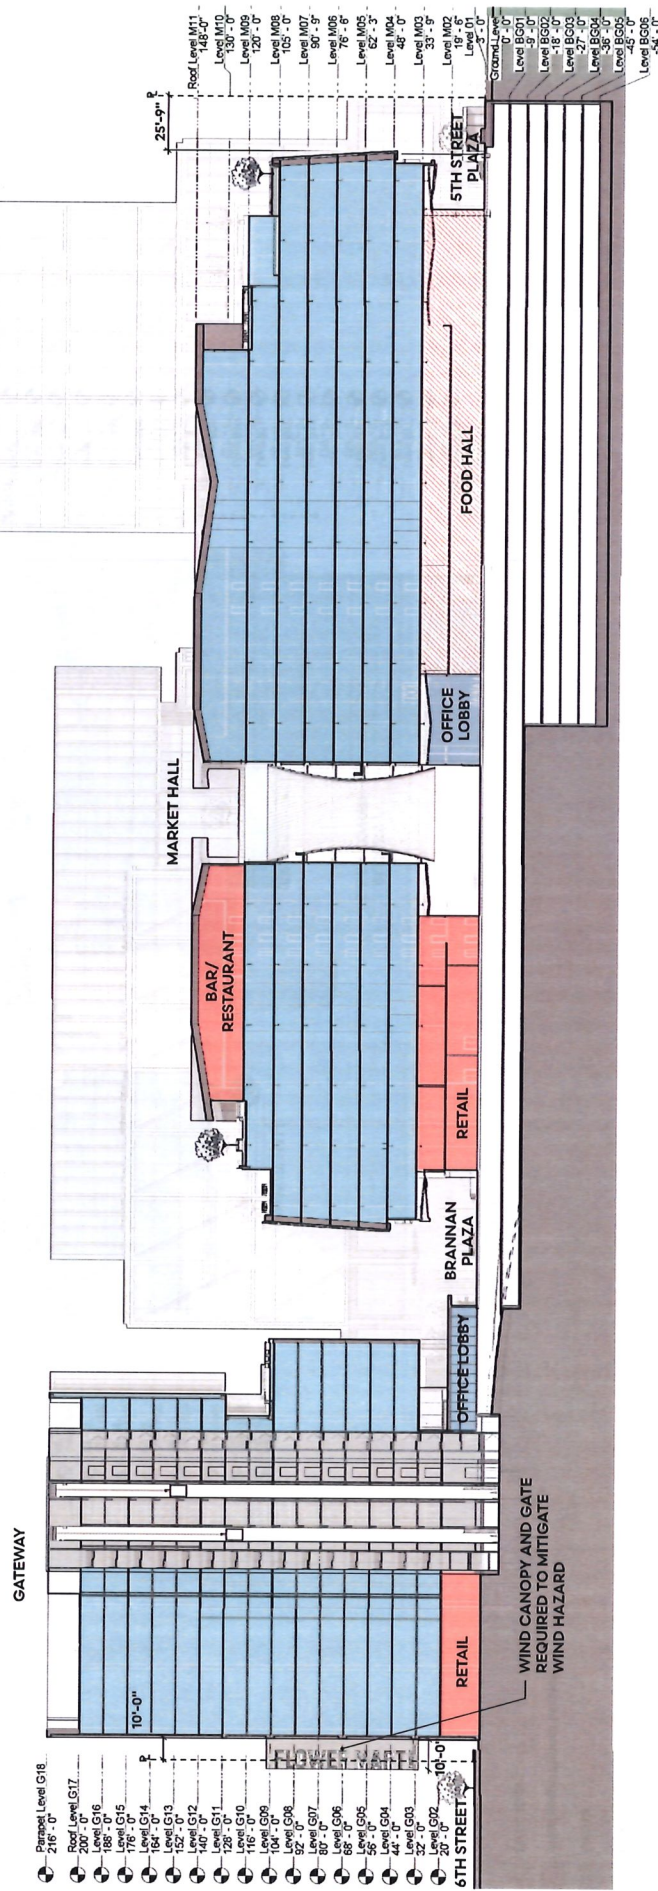 GATEWAY
MARKET HALL
Parapet Level G18
216' - 0"
Roof Level G17
200' - 0"
Level G16
188' - 0"
Level G15
176' - 0"
Level G14
164' - 0"
Level G13
152' - 0"
Level G12
140' - 0"
Level G11
128' - 0"
Level G10
116' - 0"
Level G09
104' - 0"
Level G08
92' - 0"
Level G07
80' - 0"
Level G06
68' - 0"
Level G05
56' - 0"
Level G04
44' - 0"
Level G03
32' - 0"
Level G02
20' - 0"
6TH STREET
10'-0"
10'-0"
RETAIL
WIND CANOPY AND GATE
REQUIRED TO MITIGATE
WIND HAZARD
OFFICE LOBBY
BRANNAN
PLAZA
BAR/
RESTAURANT
RETAIL
OFFICE
LOBBY
FOOD HALL
5TH STREET
PLAZA
25'-9"
Roof Level M11
148'-0"
Level M10
130' - 0"
Level M09
120' - 0"
Level M08
105' - 0"
Level M07
90' - 9"
Level M06
76' - 6"
Level M05
62' - 3"
Level M04
48' - 0"
Level M03
33' - 9"
Level M02
19' - 6"
Level 01
3' - 0"
Ground Level
0' - 0"
Level BG01
Level BG02
-18' - 0"
Level BG03
-27' - 0"
Level BG04
-36' - 0"
Level BG05
-45' - 0"
Level BG06
-54' - 0"